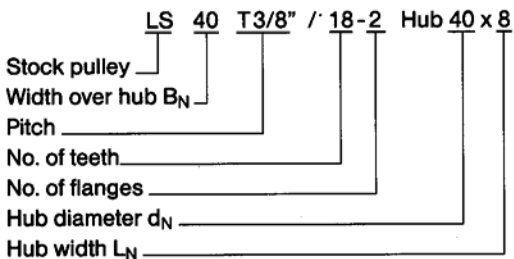 LS 40 T3/8" / 18-2 Hub 40 x 8
Stock pulley
Width over hub BN
Pitch
No. of teeth
No. of flanges
Hub diameter dN
Hub width LN